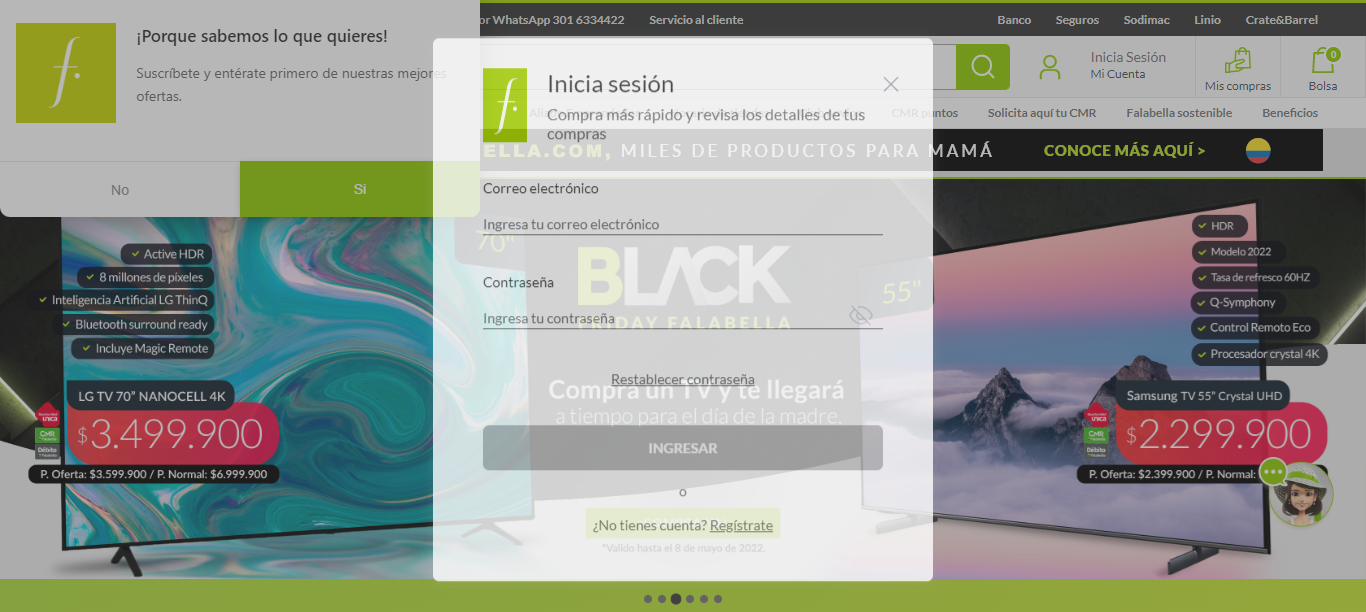 or WhatsApp 301 6334422
Servicio al cliente
Banco
Seguros
Sodimac
Linio
Crate&Barrel
¡Porque sabemos lo que quieres!
Suscríbete y entérate primero de nuestras mejores
ofertas.
No
Si
Inicia Sesión
Mi Cuenta
Mis compras
0
Bolsa
CMR puntos
Solicita aquí tu CMR
Falabella sostenible
Beneficios
ELLA.COM, MILES DE PRODUCTOS PARA MAMÁ
CONOCE MÁS AQUÍ >
f.
Inicia sesión
Compra más rápido y revisa los detalles de tus
compras
Correo electrónico
Ingresa tu correo electrónico
Contraseña
Ingresa tu contraseña
Restablecer contraseña
INGRESAR
o
¿No tienes cuenta? Regístrate
70"
BLACK
FRIDAY FALABELLA
55"
Compra un TV y te llegará
a tiempo para el día de la madre.
*Valido hasta el 8 de mayo de 2022.
Active HDR
8 millones de pixeles
Inteligencia Artificial LG ThinQ
Bluetooth surround ready
Incluye Magic Remote
LG TV 70” NANOCELL 4K
$3.499.900
P. Oferta: $3.599.900 / P. Normal: $6.999.900
HDR
Modelo 2022
Tasa de refresco 60HZ
Q-Symphony
Control Remoto Eco
Procesador crystal 4K
Samsung TV 55” Crystal UHD
$2.299.900
P. Oferta: $2.399.900 / P. Normal: